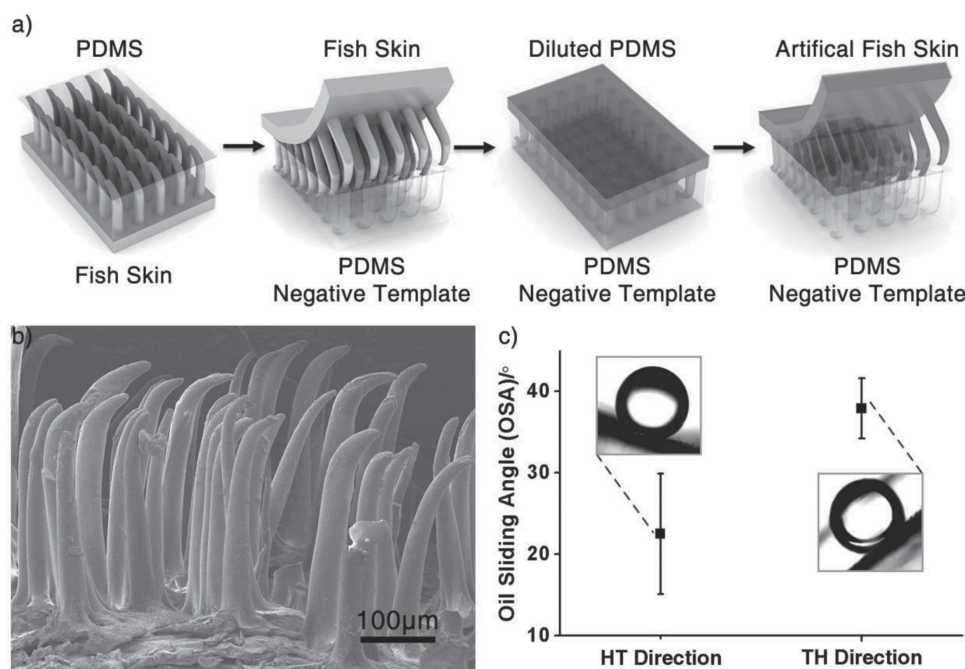 a)
PDMS
Fish Skin
Diluted PDMS
Artifical Fish Skin
Fish Skin
PDMS
Negative Template
PDMS
Negative Template
PDMS
Negative Template
b)
100μm
c)
Oil Sliding Angle (OSA)/°
40
30
20
10
HT Direction
TH Direction